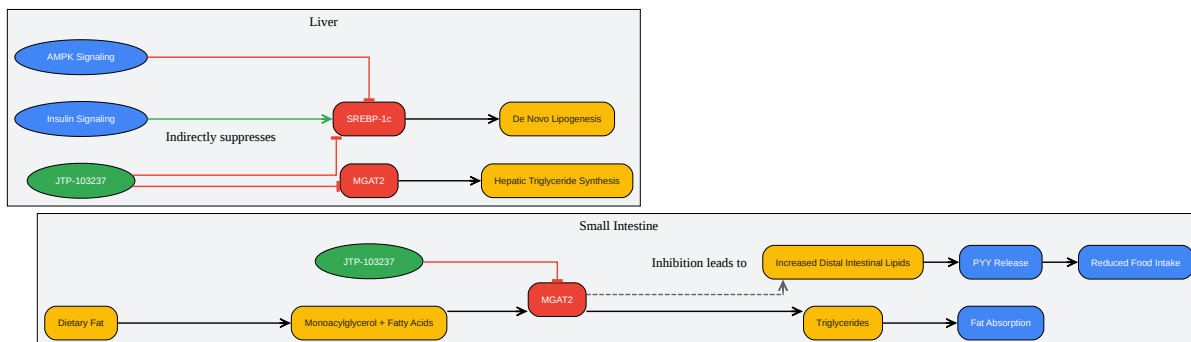 Liver
AMPK Signaling
Insulin Signaling
SREBP-1c
De Novo Lipogenesis
Indirectly suppresses
JTP-103237
MGAT2
Hepatic Triglyceride Synthesis
Small Intestine
JTP-103237
Inhibition leads to
Increased Distal Intestinal Lipids
PYY Release
Reduced Food Intake
MGAT2
Dietary Fat
Monoacylglycerol + Fatty Acids
Triglycerides
Fat Absorption